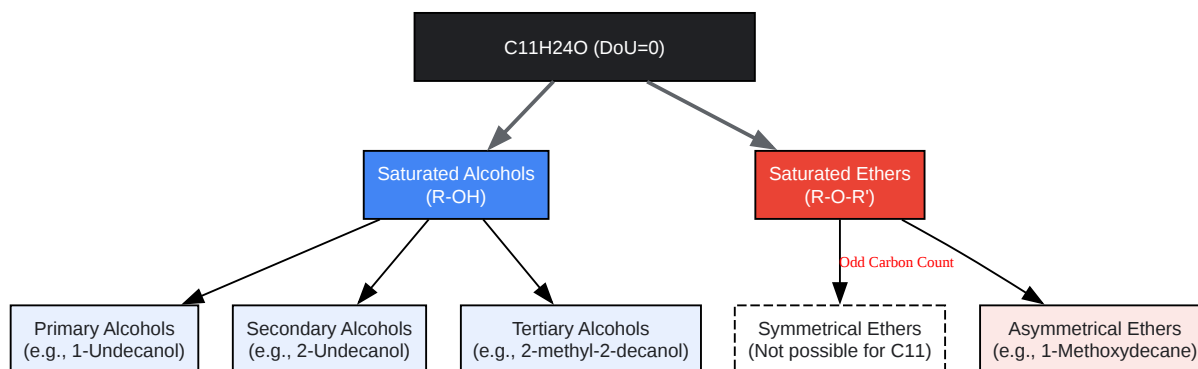 C11H24O (DoU=0)
Saturated Alcohols
(R-OH)
Saturated Ethers
(R-O-R')
Odd Carbon Count
Primary Alcohols
(e.g., 1-Undecanol)
Secondary Alcohols
(e.g., 2-Undecanol)
Tertiary Alcohols
(e.g., 2-methyl-2-decanol)
Symmetrical Ethers
(Not possible for C11)
Asymmetrical Ethers
(e.g., 1-Methoxydecane)